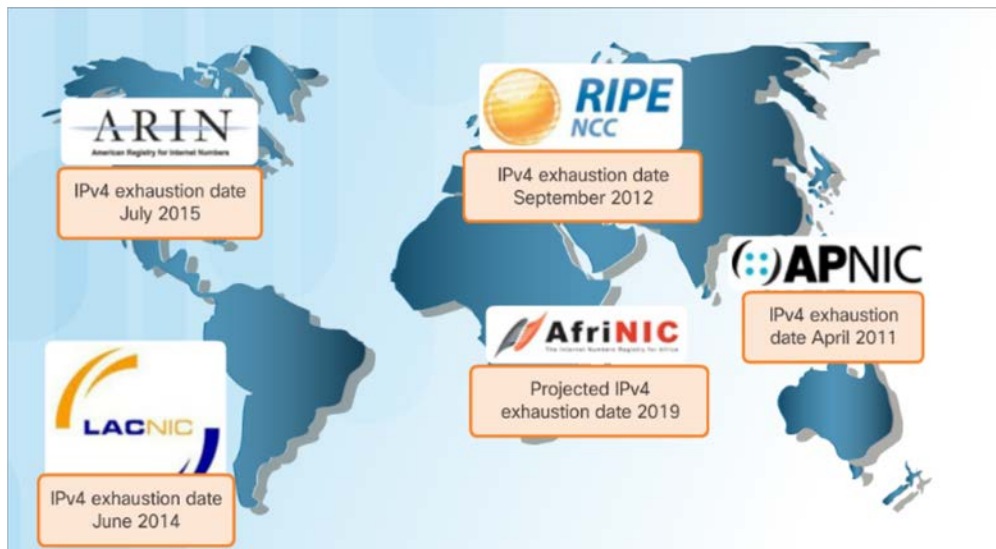 ARIN
American Registry for Internet Numbers
IPv4 exhaustion date
July 2015
RIPE
NCC
IPv4 exhaustion date
September 2012
APNIC
IPv4 exhaustion
date April 2011
AfriNIC
The Internet Numbers Registry for Africa
Projected IPv4
exhaustion date 2019
LACNIC
IPv4 exhaustion date
June 2014